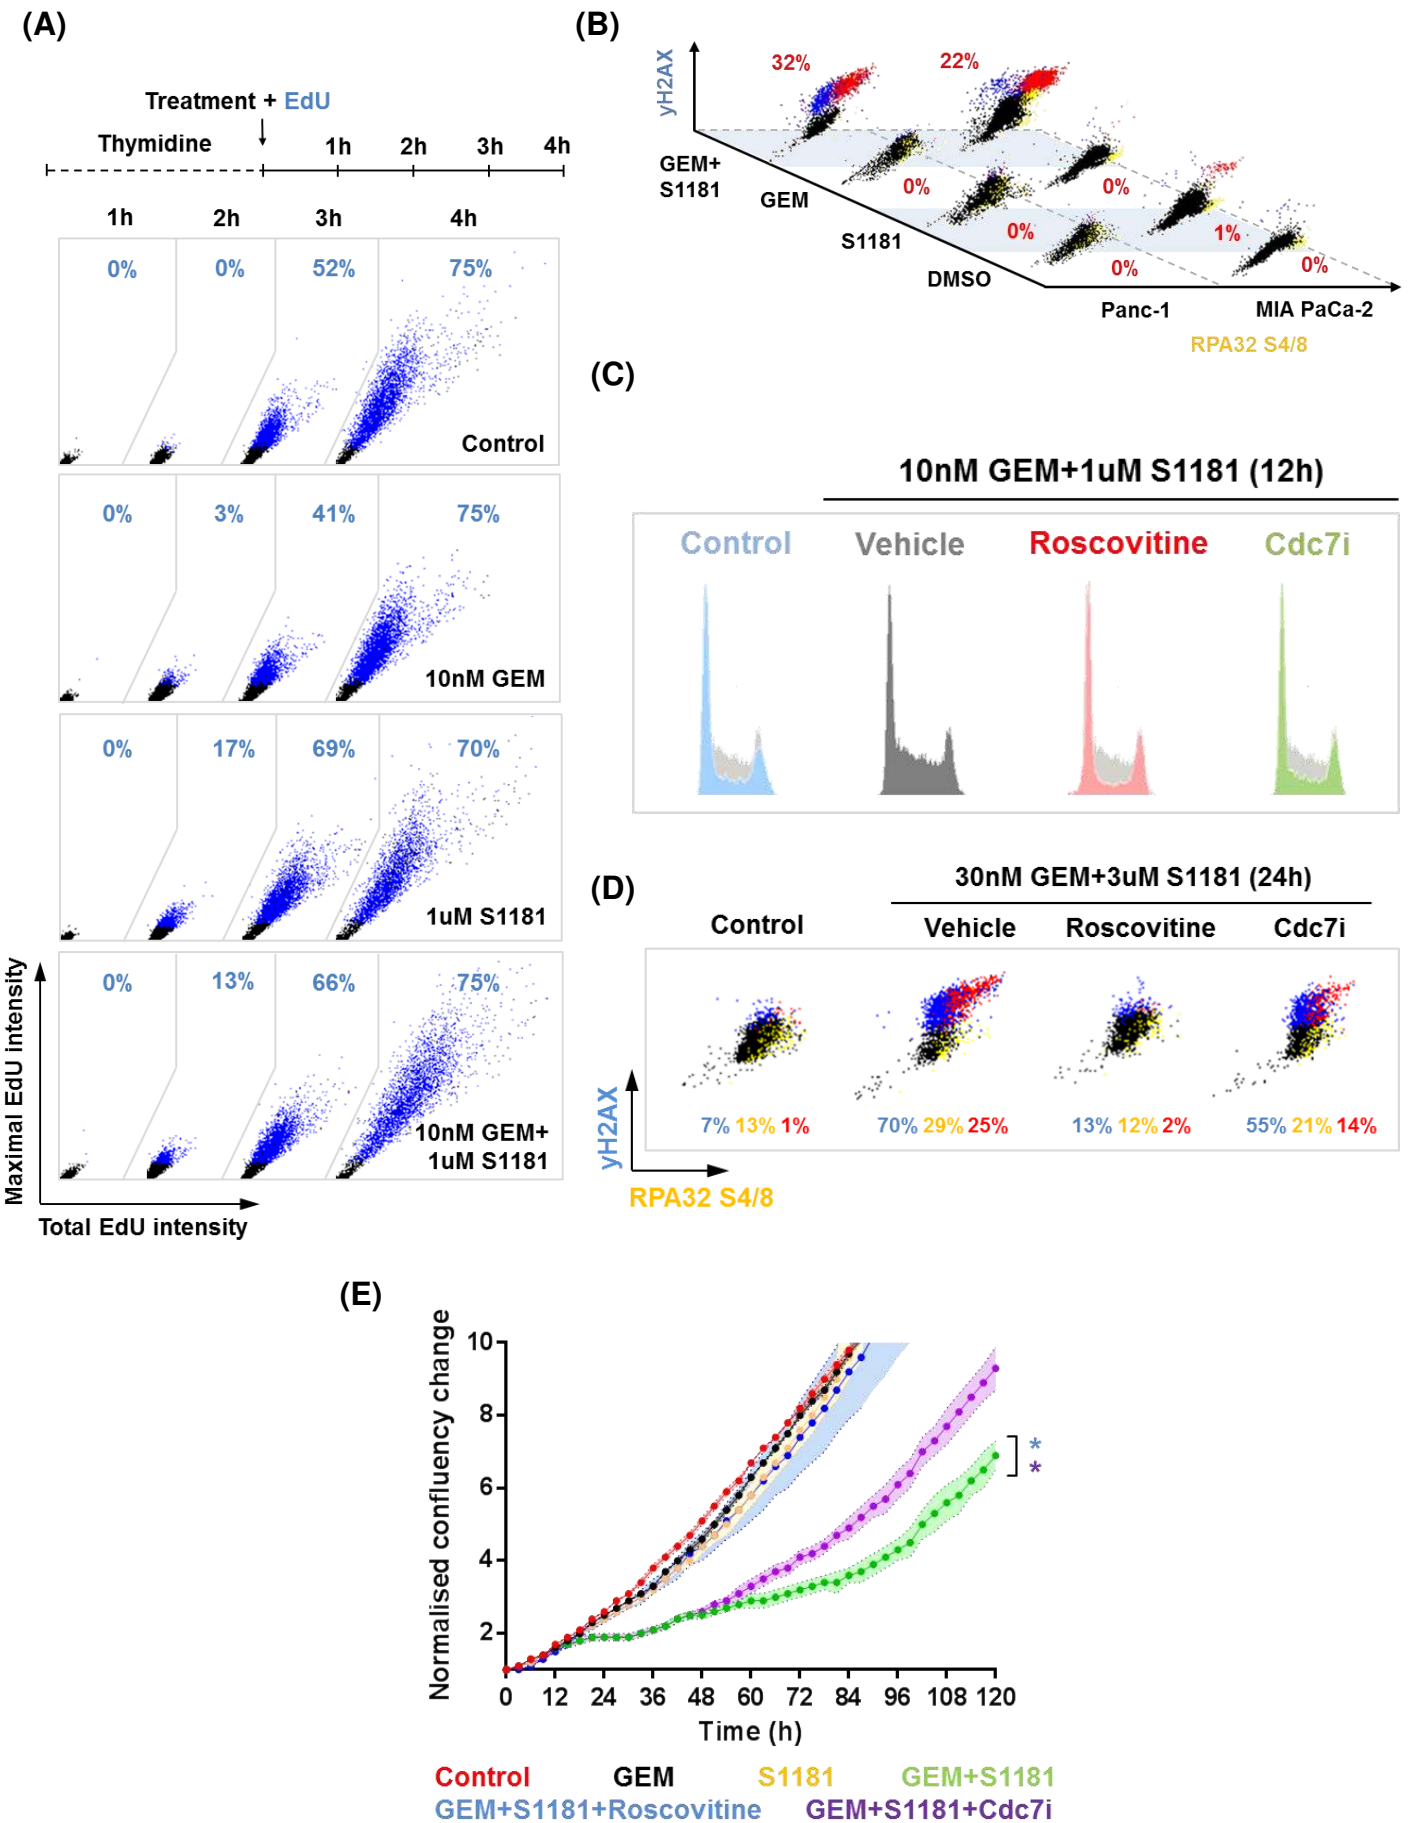 (A)
Treatment + EdU
Thymidine
1h 2h 3h 4h
1h 2h 3h 4h
0% 0% 52% 75%
Control
0% 3% 41% 75%
10nM GEM
0% 17% 69% 70%
1uM S1181
0% 13% 66% 75%
10nM GEM+
1uM S1181
Maximal EdU intensity
Total EdU intensity
(B)
yH2AX
32% 22%
GEM+
S1181
GEM
S1181
DMSO
0% 0%
0% 1%
0% 0%
Panc-1 MIA PaCa-2
RPA32 S4/8
(C)
10nM GEM+1uM S1181 (12h)
Control Vehicle Roscovitine Cdc7i
(D)
30nM GEM+3uM S1181 (24h)
Control Vehicle Roscovitine Cdc7i
7% 13% 1% 70% 29% 25% 13% 12% 2% 55% 21% 14%
yH2AX
RPA32 S4/8
(E)
Normalised confluency change
10
8
6
4
2
*
*
0 12 24 36 48 60 72 84 96 108 120
Time (h)
Control GEM S1181 GEM+S1181
GEM+S1181+Roscovitine GEM+S1181+Cdc7i